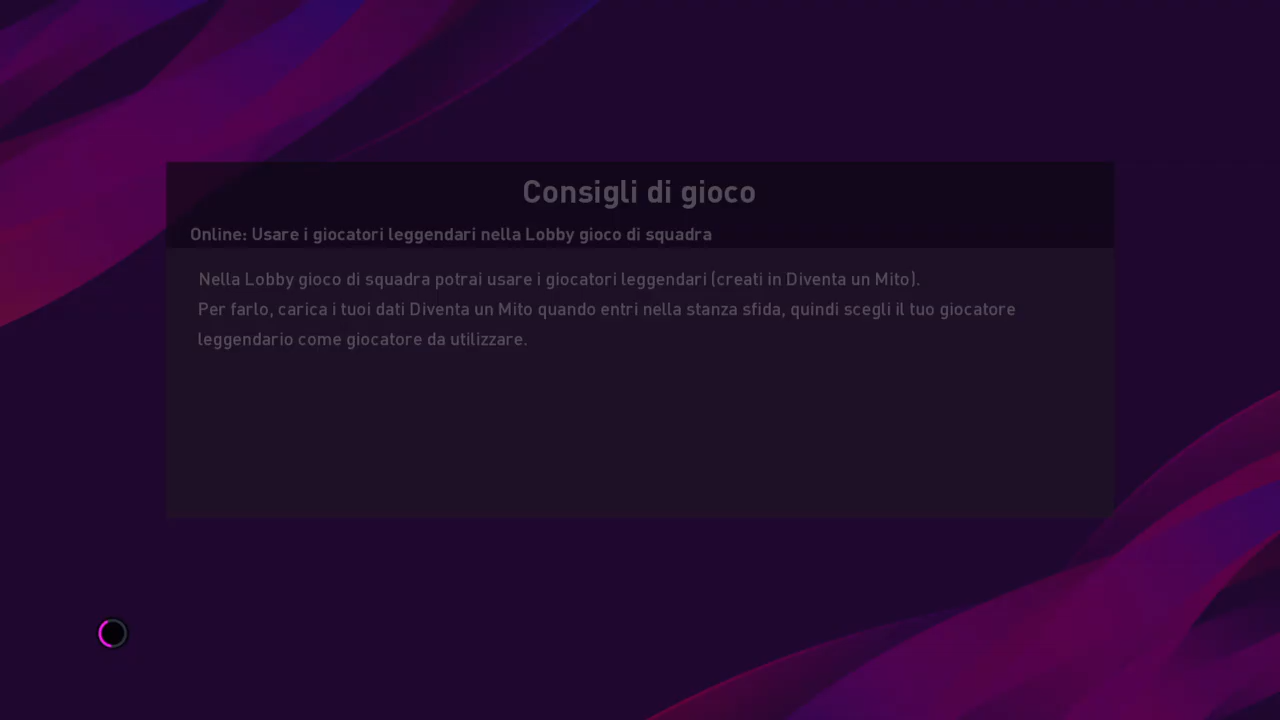 Consigli di gioco
Online: Usare i giocatori leggendari nella Lobby gioco di squadra
Nella Lobby gioco di squadra potrai usare i giocatori leggendari (creati in Diventa un Mito).
Per farlo, carica i tuoi dati Diventa un Mito quando entri nella stanza sfida, quindi scegli il tuo giocatore
leggendario come giocatore da utilizzare.